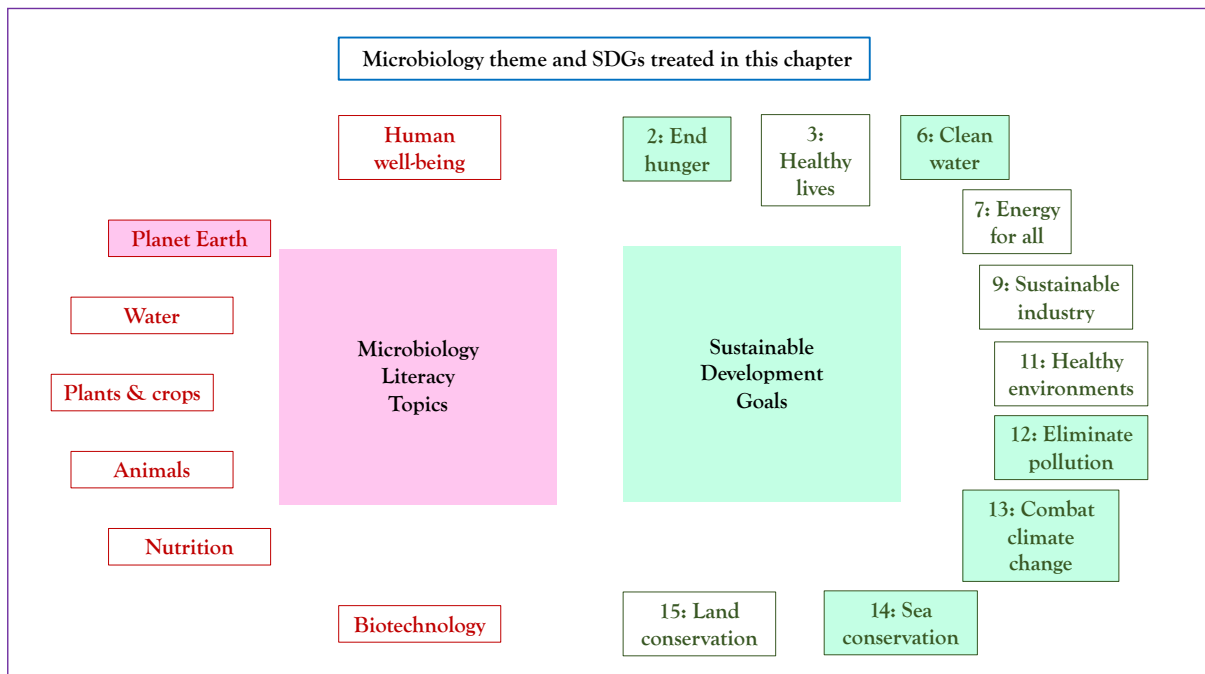 Microbiology theme and SDGs treated in this chapter
Human
well-being
2: End
hunger
3:
Healthy
lives
6: Clean
water
Planet Earth
7: Energy
for all
Water
9: Sustainable
industry
Microbiology
Literacy
Topics
Sustainable
Development
Goals
Plants & crops
11: Healthy
environments
Animals
12: Eliminate
pollution
Nutrition
13: Combat
climate
change
Biotechnology
15: Land
conservation
14: Sea
conservation